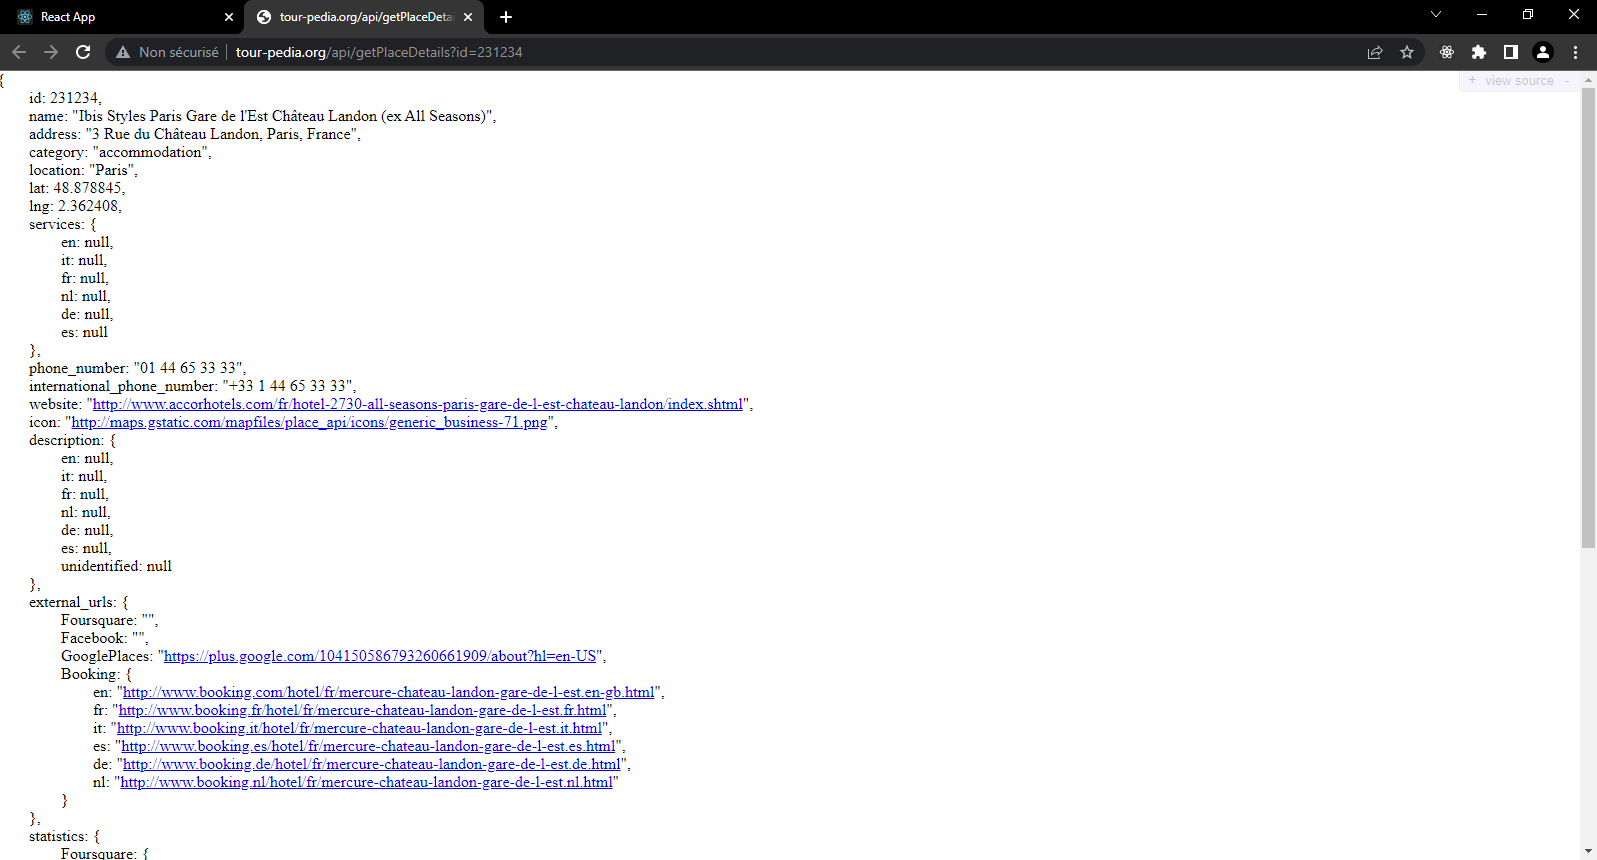 React App
tour-pedia.org/api/getPlaceDetai
Non sécurisé
tour-pedia.org/api/getPlaceDetails?id=231234
{
+ view source -
id: 231234,
name: "Ibis Styles Paris Gare de l'Est Château Landon (ex All Seasons)",
address: "3 Rue du Château Landon, Paris, France",
category: "accommodation",
location: "Paris",
lat: 48.878845,
lng: 2.362408,
services: {
en: null,
it: null,
fr: null,
nl: null,
de: null,
es: null
},
phone_number: "01 44 65 33 33",
international_phone_number: "+33 1 44 65 33 33",
website: "http://www.accorhotels.com/fr/hotel-2730-all-seasons-paris-gare-de-l-est-chateau-landon/index.shtml",
icon: "http://maps.gstatic.com/mapfiles/place_api/icons/generic_business-71.png",
description: {
en: null,
it: null,
fr: null,
nl: null,
de: null,
es: null,
unidentified: null
},
external_urls: {
Foursquare: "",
Facebook: "",
GooglePlaces: "https://plus.google.com/104150586793260661909/about?hl=en-US",
Booking: {
en: "http://www.booking.com/hotel/fr/mercure-chateau-landon-gare-de-l-est.en-gb.html",
fr: "http://www.booking.fr/hotel/fr/mercure-chateau-landon-gare-de-l-est.fr.html",
it: "http://www.booking.it/hotel/fr/mercure-chateau-landon-gare-de-l-est.it.html",
es: "http://www.booking.es/hotel/fr/mercure-chateau-landon-gare-de-l-est.es.html",
de: "http://www.booking.de/hotel/fr/mercure-chateau-landon-gare-de-l-est.de.html",
nl: "http://www.booking.nl/hotel/fr/mercure-chateau-landon-gare-de-l-est.nl.html"
}
},
statistics: {
Foursquare: {